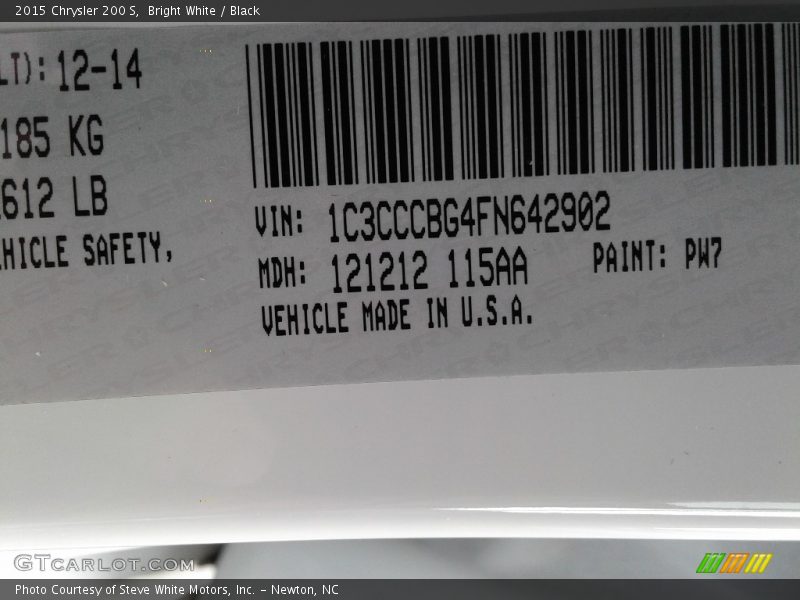 2015 Chrysler 200 S,  Bright White / Black
LT): 12-14
185 KG
612 LB
HICLE SAFETY,
VIN: 1C3CCCBG4FN642902
MDH: 121212 115AA
PAINT: PW7
VEHICLE MADE IN U.S.A.
GTCARLOT.COM
Photo Courtesy of Steve White Motors, Inc. – Newton, NC